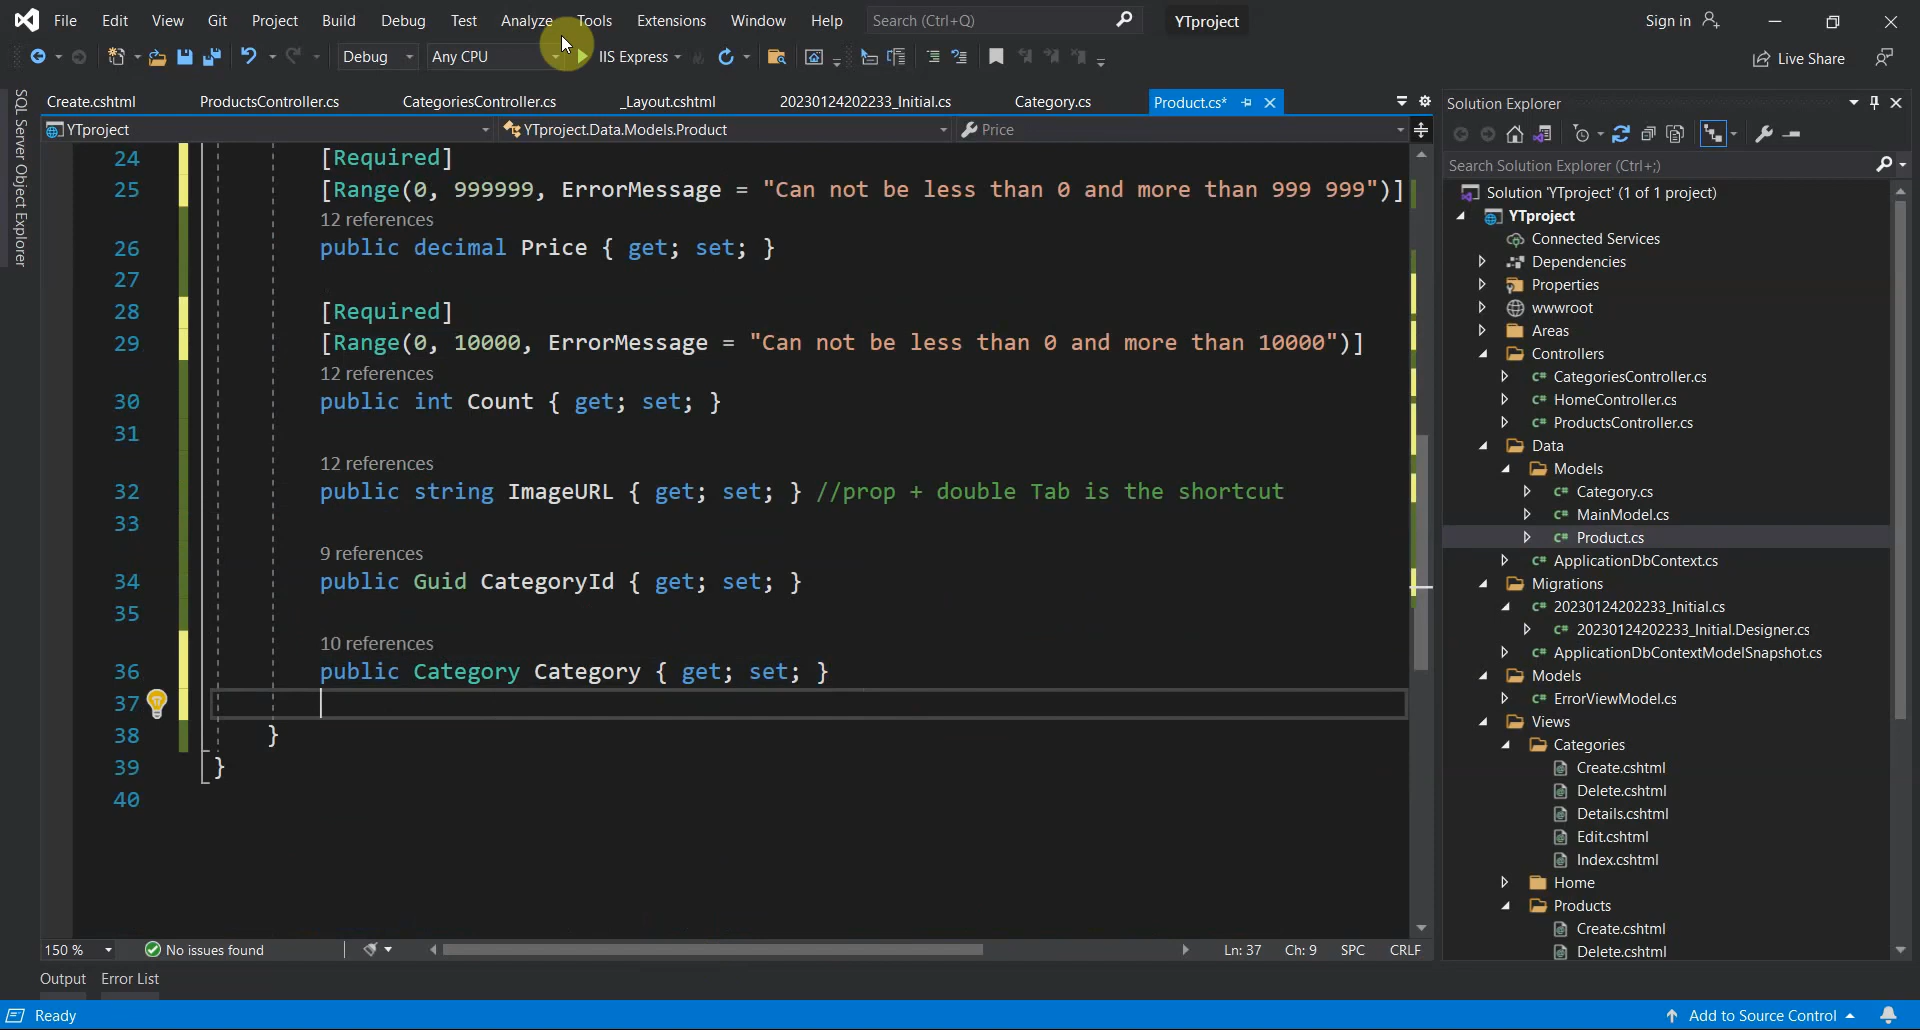 File Edit View Git Project Build Debug Test Analyze Tools Extensions Window Help Search (Ctrl+Q) YTproject Sign in
Debug Any CPU IIS Express Live Share
SQL Server Object Explorer
Create.cshtml ProductsController.cs CategoriesController.cs _Layout.cshtml 20230124202233_Initial.cs Category.cs Product.cs*
YTproject YTproject.Data.Models.Product Price
24 [Required]
25 [Range(0, 999999, ErrorMessage = "Can not be less than 0 and more than 999 999")]
12 references
26 public decimal Price { get; set; }
27
28 [Required]
29 [Range(0, 10000, ErrorMessage = "Can not be less than 0 and more than 10000")]
12 references
30 public int Count { get; set; }
31
12 references
32 public string ImageURL { get; set; } //prop + double Tab is the shortcut
33
9 references
34 public Guid CategoryId { get; set; }
35
10 references
36 public Category Category { get; set; }
37
38 }
39 }
40
150 % No issues found Ln: 37 Ch: 9 SPC CRLF
Output Error List
Ready Add to Source Control
Solution Explorer
Search Solution Explorer (Ctrl+;)
Solution 'YTproject' (1 of 1 project)
YTproject
Connected Services
Dependencies
Properties
wwwroot
Areas
Controllers
C# CategoriesController.cs
C# HomeController.cs
C# ProductsController.cs
Data
Models
C# Category.cs
C# MainModel.cs
C# Product.cs
C# ApplicationDbContext.cs
Migrations
C# 20230124202233_Initial.cs
C# 20230124202233_Initial.Designer.cs
C# ApplicationDbContextModelSnapshot.cs
Models
C# ErrorViewModel.cs
Views
Categories
Create.cshtml
Delete.cshtml
Details.cshtml
Edit.cshtml
Index.cshtml
Home
Products
Create.cshtml
Delete.cshtml